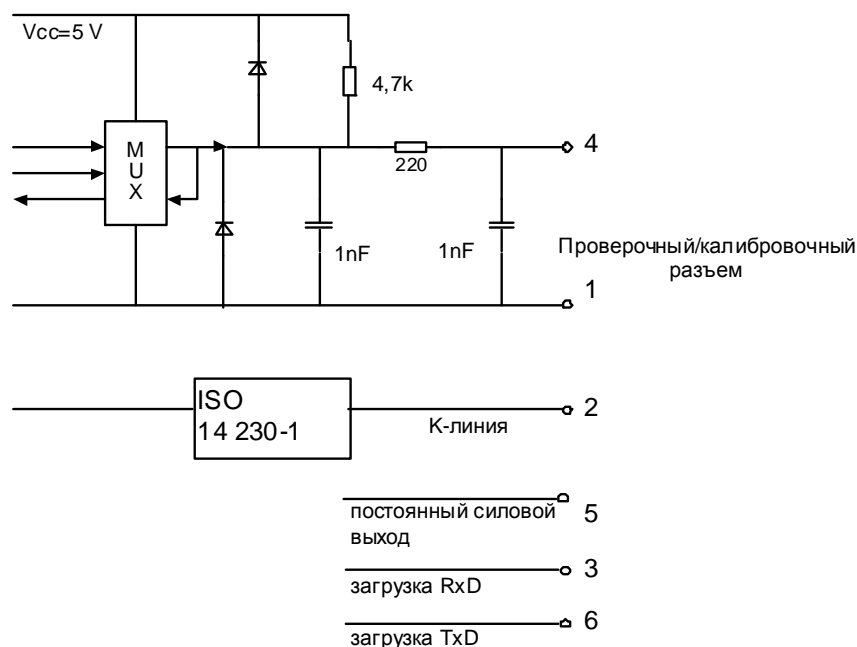 Vcc=5 V
4,7k
M
U
X
220
4
1nF
1nF
Проверочный/калибровочный
разъем
1
ISO
14 230-1
К-линия
2
постоянный силовой
выход
5
загрузка RxD
3
загрузка TxD
6